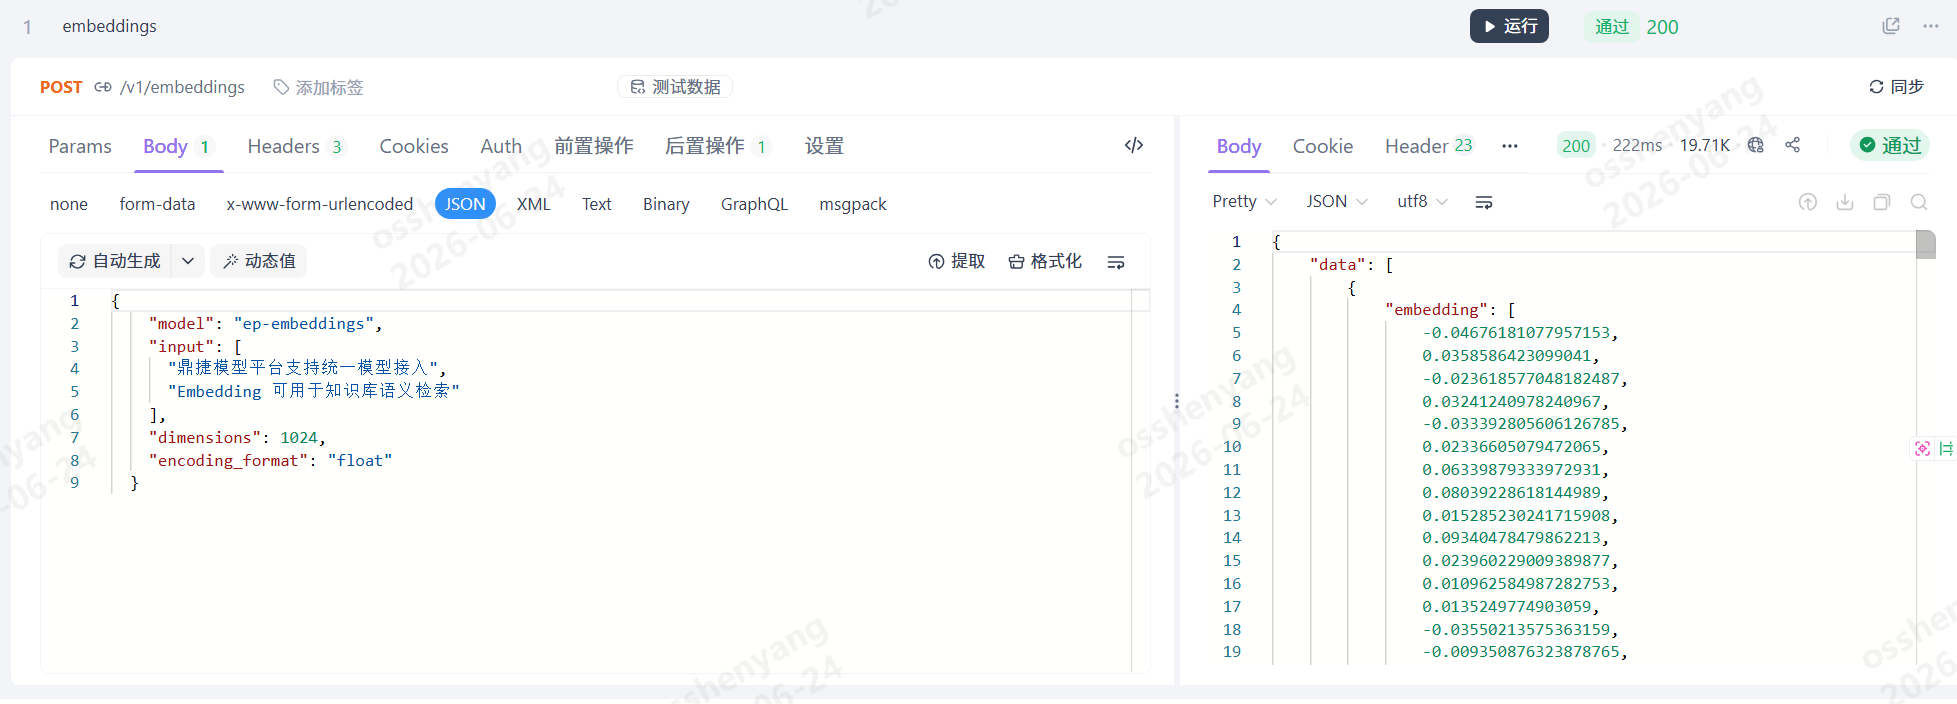 1 embeddings 运行 通过 200
POST /v1/embeddings 添加标签 测试数据 同步
Params Body 1 Headers 3 Cookies Auth 前置操作 后置操作 1 设置
none form-data x-www-form-urlencoded JSON XML Text Binary GraphQL msgpack
自动生成 动态值 提取 格式化
1 {
2 "model": "ep-embeddings",
3 "input": [
4 "鼎捷模型平台支持统一模型接入",
5 "Embedding 可用于知识库语义检索"
6 ],
7 "dimensions": 1024,
8 "encoding_format": "float"
9 }
Body Cookie Header 23 ••• 200 · 222ms · 19.71K 通过
Pretty JSON utf8
1 {
2 "data": [
3 {
4 "embedding": [
5 -0.04676181077957153,
6 0.0358586423099041,
7 -0.023618577048182487,
8 0.03241240978240967,
9 -0.033392805606126785,
10 0.02336605079472065,
11 0.06339879333972931,
12 0.08039228618144989,
13 0.015285230241715908,
14 0.09340478479862213,
15 0.023960229009389877,
16 0.010962584987282753,
17 0.0135249774903059,
18 -0.03550213575363159,
19 -0.009350876323878765,
osshenyang
2026-06-24